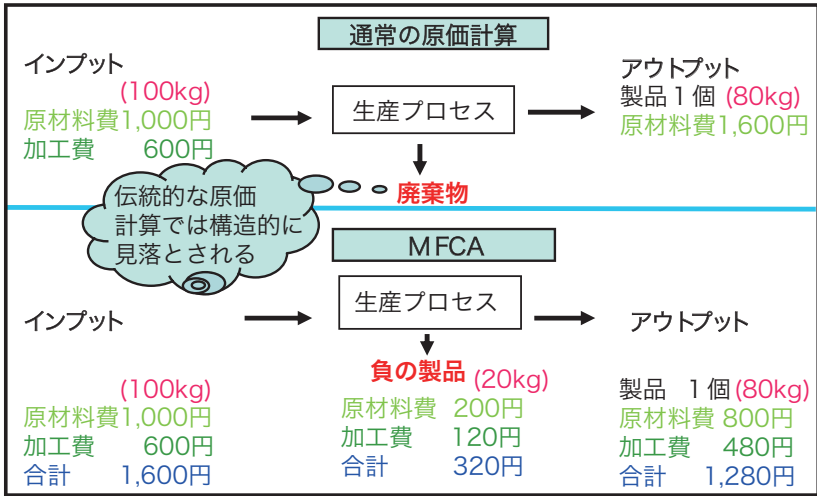 通常の原価計算
インプット
(100kg)
原材料費1,000円
加工費 600円
生産プロセス
廃棄物
アウトプット
製品1個 (80kg)
原材料費1,600円
伝統的な原価
計算では構造的に
見落とされる
MFCA
インプット
(100kg)
原材料費1,000円
加工費 600円
合計 1,600円
生産プロセス
負の製品 (20kg)
原材料費 200円
加工費 120円
合計 320円
アウトプット
製品 1個(80kg)
原材料費 800円
加工費 480円
合計 1,280円